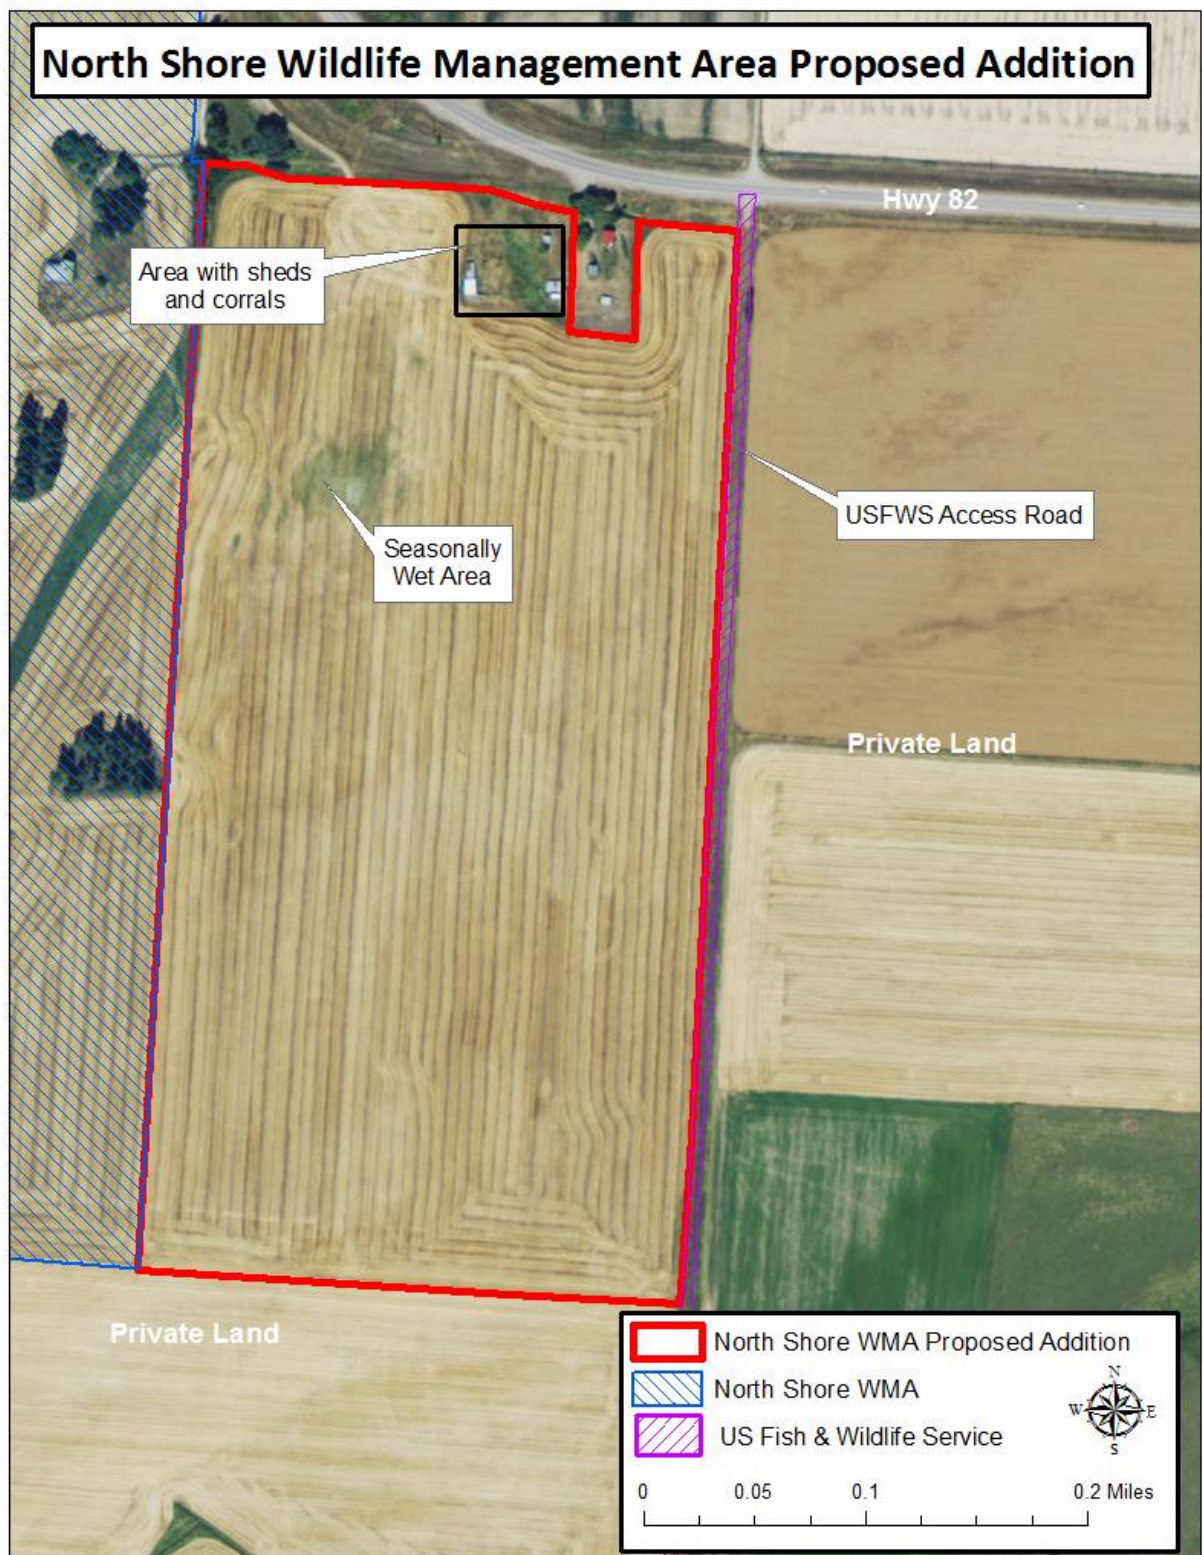 North Shore Wildlife Management Area Proposed Addition
Hwy 82
Area with sheds
and corrals
USFWS Access Road
Seasonally
Wet Area
Private Land
Private Land
North Shore WMA Proposed Addition
North Shore WMA
US Fish & Wildlife Service
N
W E
S
0 0.05 0.1 0.2 Miles